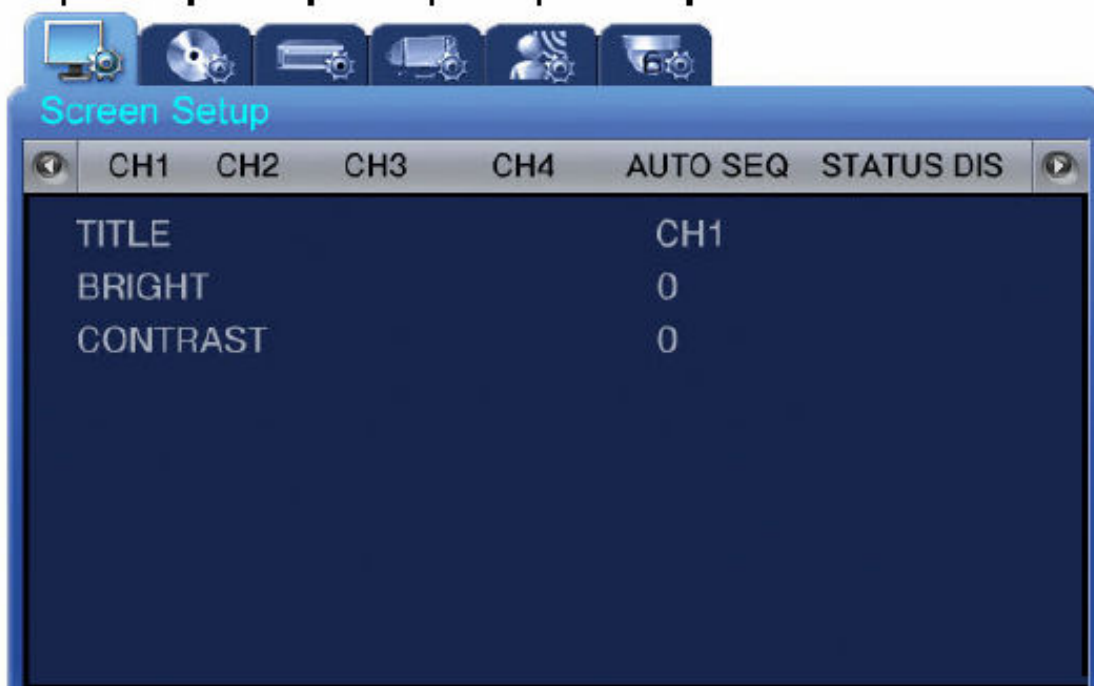 Screen Setup
CH1 CH2 CH3 CH4 AUTO SEQ STATUS DIS
TITLE CH1
BRIGHT 0
CONTRAST 0